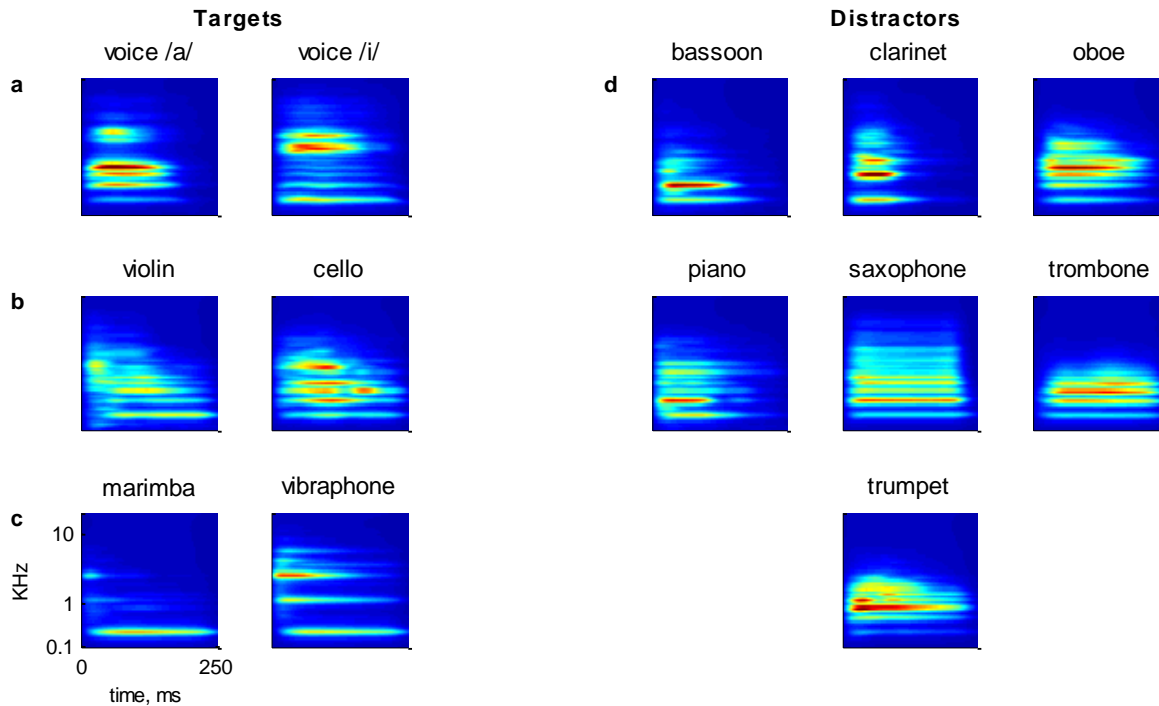 Targets
Distractors
voice /a/
voice /i/
bassoon
clarinet
oboe
a
d
violin
cello
piano
saxophone
trombone
b
marimba
vibraphone
trumpet
c
10
KHz
1
0.1
0
250
time, ms